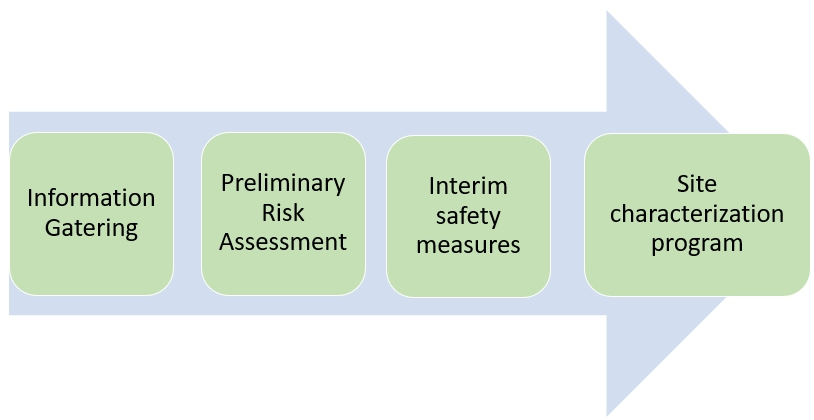 Information
Gatering
Preliminary
Risk
Assessment
Interim
safety
measures
Site
characterization
program